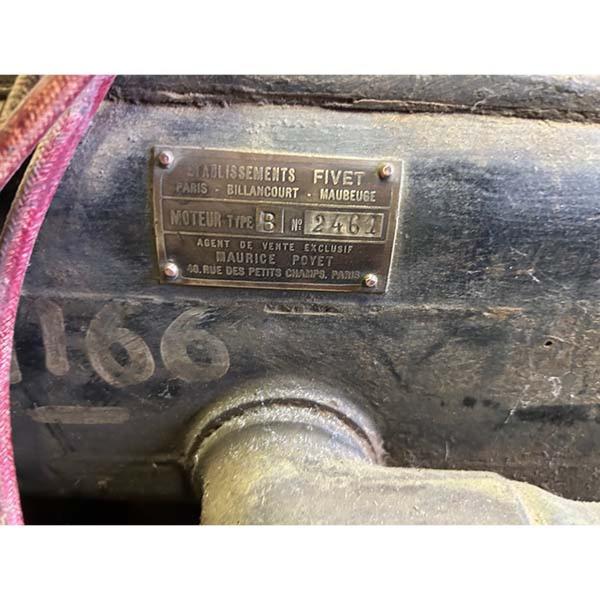 ETABLISSEMENTS FIVET
PARIS - BILLANCOURT - MAUBEUGE
MOTEUR TYPE B Nº 2461
AGENT DE VENTE EXCLUSIF
MAURICE POYET
40, RUE DES PETITS CHAMPS, PARIS
1166